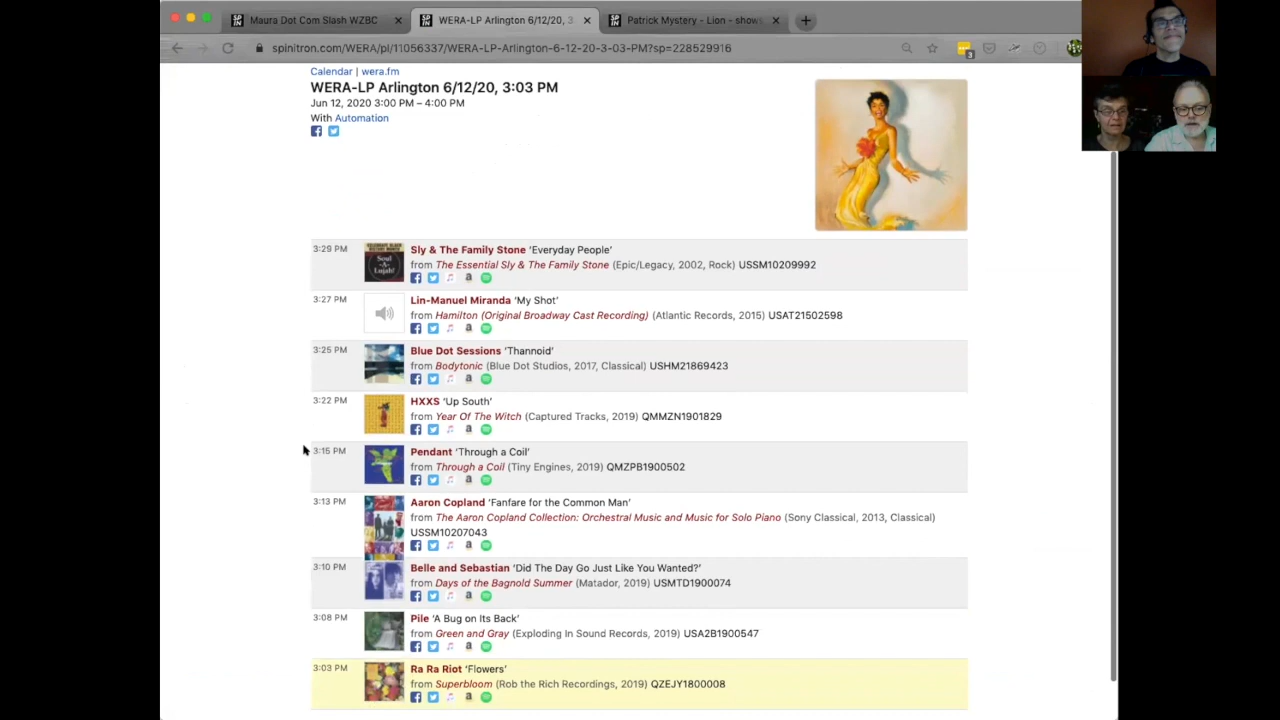 Maura Dot Com Slash WZBC
WERA-LP Arlington 6/12/20, 3:
Patrick Mystery - Lion - shows
spinitron.com/WERA/pl/11056337/WERA-LP-Arlington-6-12-20-3-03-PM?sp=228529916
3
Calendar | wera.fm
WERA-LP Arlington 6/12/20, 3:03 PM
Jun 12, 2020 3:00 PM – 4:00 PM
With Automation
3:29 PM
Sly & The Family Stone ‘Everyday People’
from The Essential Sly & The Family Stone (Epic/Legacy, 2002, Rock) USSM10209992
3:27 PM
Lin-Manuel Miranda ‘My Shot’
from Hamilton (Original Broadway Cast Recording) (Atlantic Records, 2015) USAT21502598
3:25 PM
Blue Dot Sessions ‘Thannoid’
from Bodytonic (Blue Dot Studios, 2017, Classical) USHM21869423
3:22 PM
HXXS ‘Up South’
from Year Of The Witch (Captured Tracks, 2019) QMMZN1901829
3:15 PM
Pendant ‘Through a Coil’
from Through a Coil (Tiny Engines, 2019) QMZPB1900502
3:13 PM
Aaron Copland ‘Fanfare for the Common Man’
from The Aaron Copland Collection: Orchestral Music and Music for Solo Piano (Sony Classical, 2013, Classical)
USSM10207043
3:10 PM
Belle and Sebastian ‘Did The Day Go Just Like You Wanted?’
from Days of the Bagnold Summer (Matador, 2019) USMTD1900074
3:08 PM
Pile ‘A Bug on Its Back’
from Green and Gray (Exploding In Sound Records, 2019) USA2B1900547
3:03 PM
Ra Ra Riot ‘Flowers’
from Superbloom (Rob the Rich Recordings, 2019) QZEJY1800008